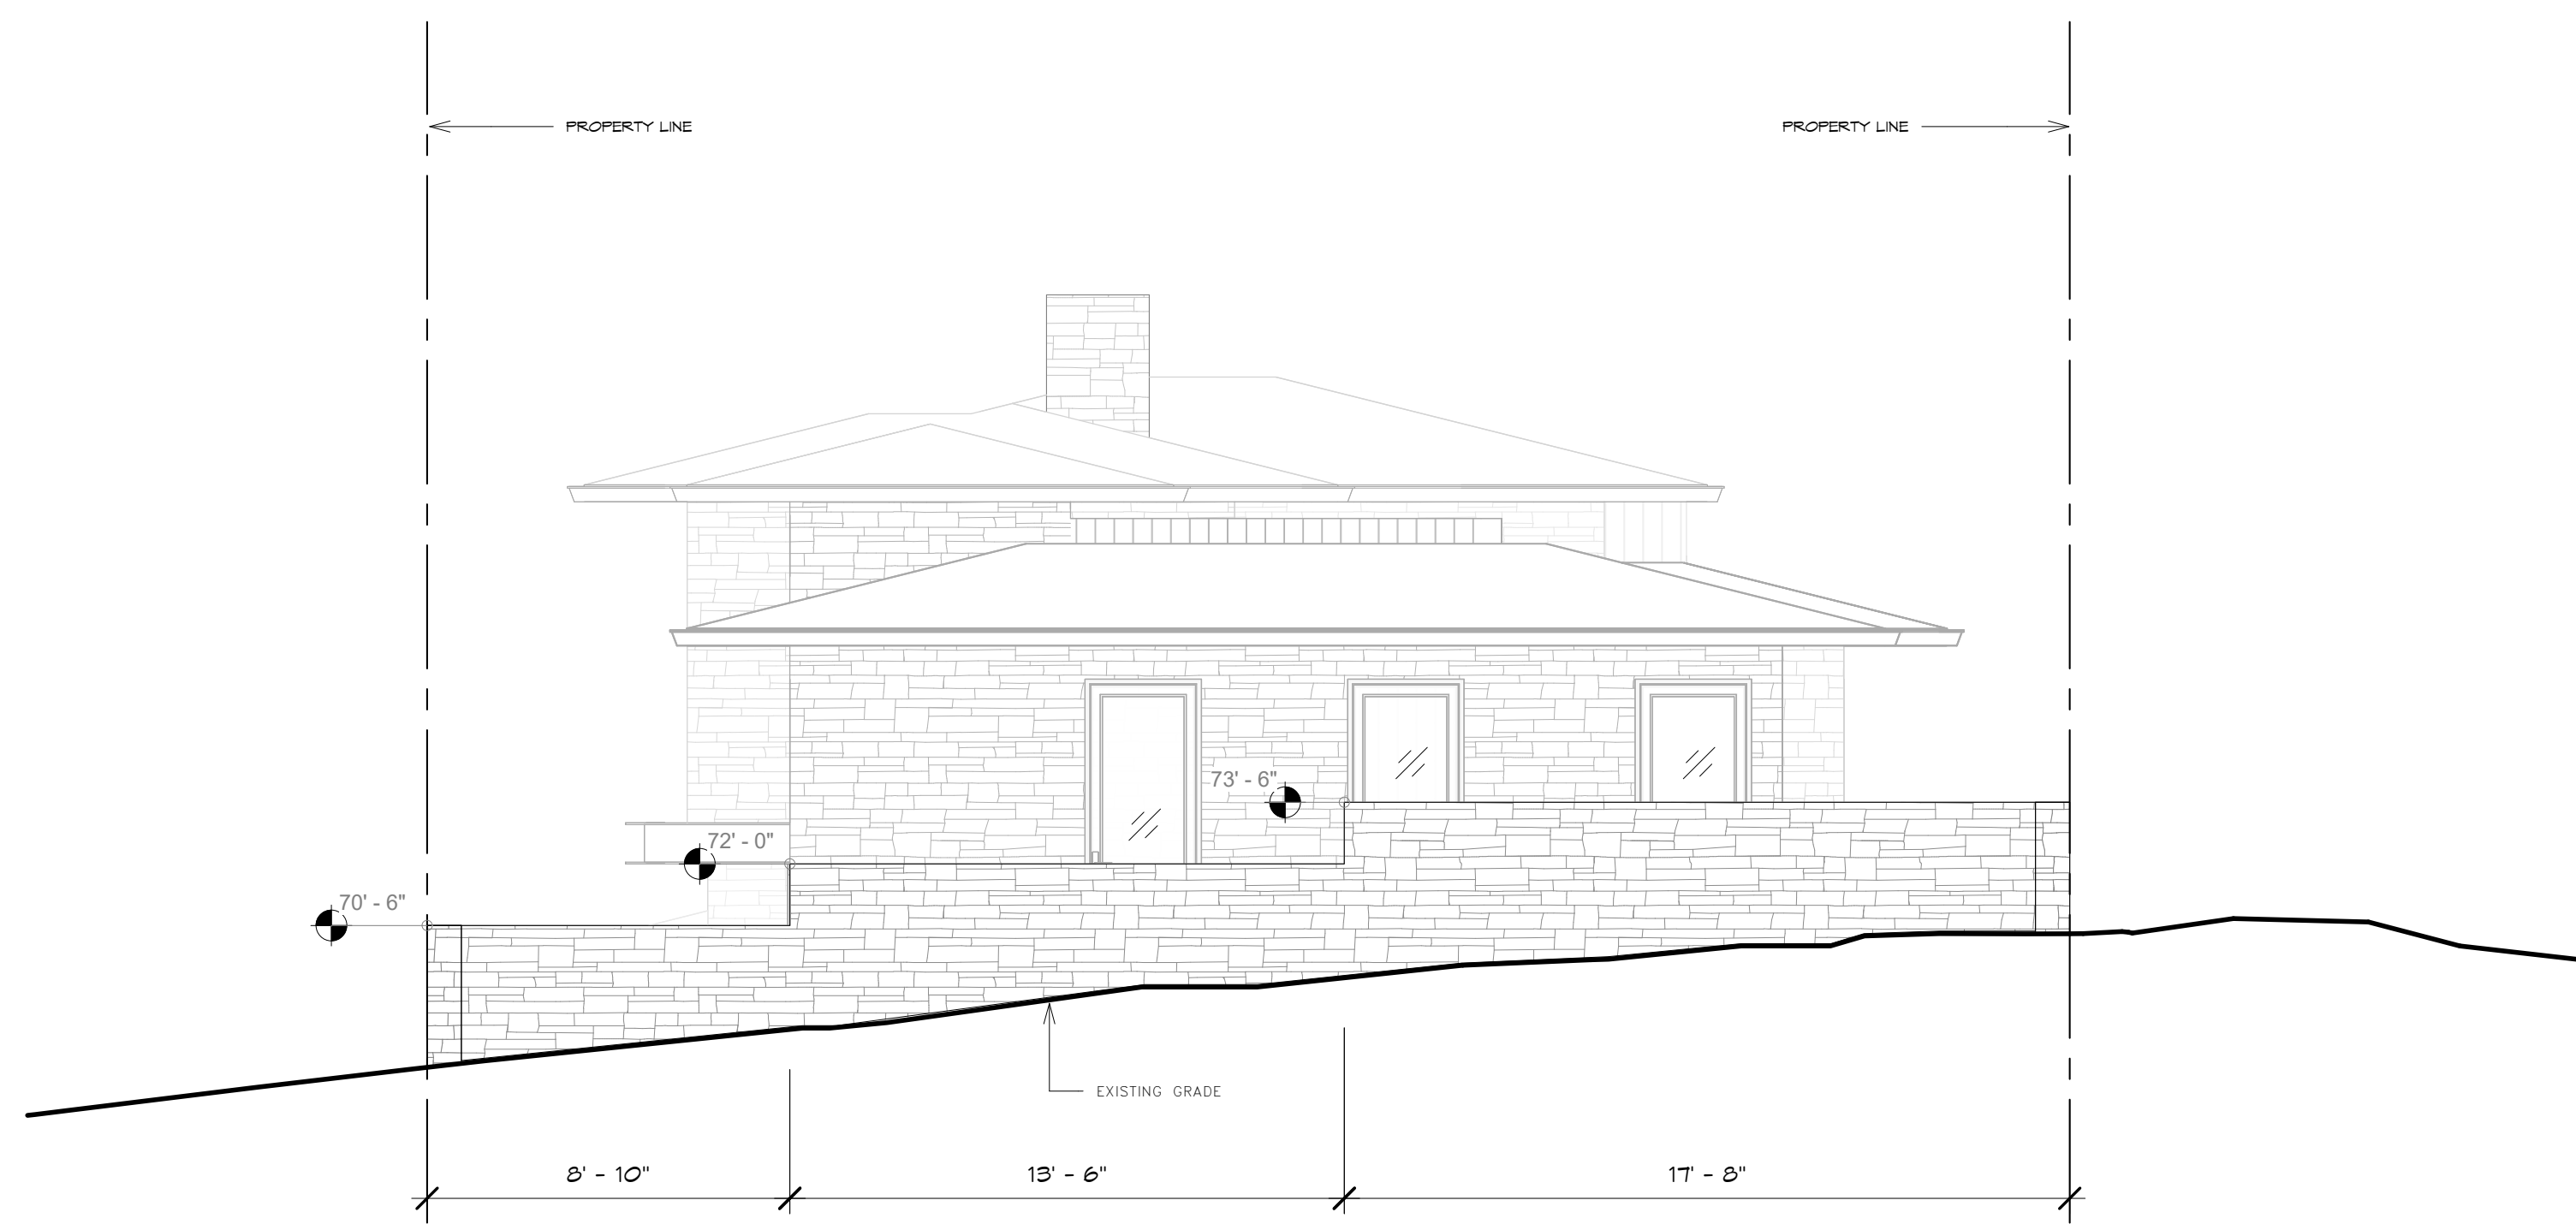 PROPERTY LINE
PROPERTY LINE
73' - 6"
72' - 0"
70' - 6"
EXISTING GRADE
8' - 10"
13' - 6"
17' - 8"